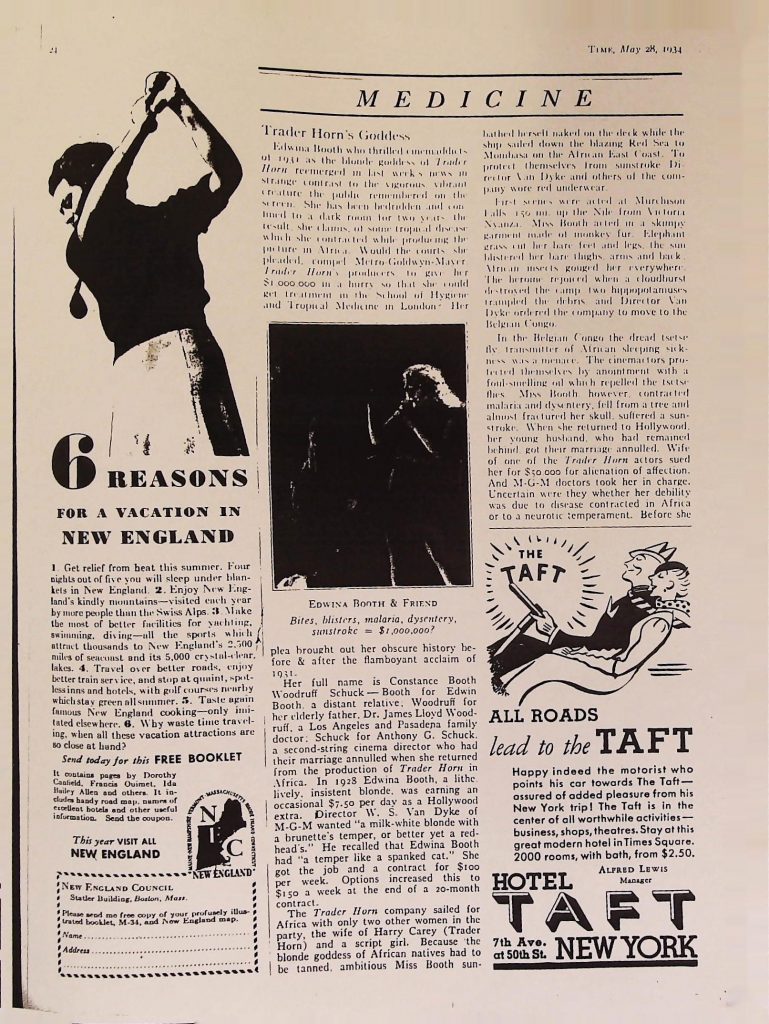 21
TIME, May 28, 1934
MEDICINE
6 REASONS
FOR A VACATION IN
NEW ENGLAND
1. Get relief from heat this summer. Four
nights out of five you will sleep under blan-
kets in New England. 2. Enjoy New Eng-
land's kindly mountains—visited each year
by more people than the Swiss Alps. 3. Make
the most of better facilities for yachting,
swimming, diving—all the sports which
attract thousands to New England's 2,500
miles of seacoast and its 5,000 crystal-clear
lakes. 4. Travel over better roads, enjoy
better train service, and stop at quaint, spot-
less inns and hotels, with golf courses nearby
which stay green all summer. 5. Taste again
famous New England cooking—only imi-
tated elsewhere. 6. Why waste time travel-
ing, when all these vacation attractions are
so close at hand?
Send today for this FREE BOOKLET
It contains pages by Dorothy
Canfield, Francis Ouimet, Ida
Bailey Allen and others. It in-
cludes handy road map, names of
excellent hotels and other useful
information. Send the coupon.
This year VISIT ALL
NEW ENGLAND
NEC
NEW ENGLAND
NEW ENGLAND COUNCIL
Statler Building, Boston, Mass.
Please send me free copy of your profusely illus-
trated booklet, M-34, and New England map.
Name
Address
Trader Horn's Goddess
Edwina Booth who thrilled cinemaddicts
of 1931 as the blonde goddess of Trader
Horn reemerged in last week's news in
strange contrast to the vigorous, vibrant
creature the public remembered on the
screen. She has been bedridden and con-
fined to a dark room for two years, the
result, she claims, of some tropical disease
which she contracted while producing the
picture in Africa. Would the courts, she
pleaded, compel Metro-Goldwyn-Mayer,
Trader Horn's producers to give her
$1,000,000 in a hurry so that she could
get treatment in the School of Hygiene
and Tropical Medicine in London? Her
EDWINA BOOTH & FRIEND
Bites, blisters, malaria, dysentery,
sunstroke = $1,000,000?
plea brought out her obscure history be-
fore & after the flamboyant acclaim of
1931.
Her full name is Constance Booth
Woodruff Schuck—Booth for Edwin
Booth, a distant relative; Woodruff for
her elderly father, Dr. James Lloyd Wood-
ruff, a Los Angeles and Pasadena family
doctor; Schuck for Anthony G. Schuck,
a second-string cinema director who had
their marriage annulled when she returned
from the production of Trader Horn in
Africa. In 1928 Edwina Booth, a lithe,
lively, insistent blonde, was earning an
occasional $7.50 per day as a Hollywood
extra. Director W. S. Van Dyke of
M-G-M wanted "a milk-white blonde with
a brunette's temper, or better yet a red-
head's." He recalled that Edwina Booth
had "a temper like a spanked cat." She
got the job and a contract for $100
per week. Options increased this to
$150 a week at the end of a 20-month
contract.
The Trader Horn company sailed for
Africa with only two other women in the
party, the wife of Harry Carey (Trader
Horn) and a script girl. Because the
blonde goddess of African natives had to
be tanned, ambitious Miss Booth sun-
bathed herself naked on the deck while the
ship sailed down the blazing Red Sea to
Mombasa on the African East Coast. To
protect themselves from sunstroke Di-
rector Van Dyke and others of the com-
pany wore red underwear.
First scenes were acted at Murchison
Falls, 150 mi. up the Nile from Victoria
Nyanza. Miss Booth acted in a skimpy
garment made of monkey fur. Elephant
grass cut her bare feet and legs, the sun
blistered her bare thighs, arms and back.
African insects gouged her everywhere.
The heroine rejoiced when a cloudburst
destroyed the camp, two hippopotamuses
trampled the debris, and Director Van
Dyke ordered the company to move to the
Belgian Congo.
In the Belgian Congo the dread tsetse
fly, transmitter of African sleeping sick-
ness was a menace. The cinemactors pro-
tected themselves by anointment with a
foul-smelling oil which repelled the tsetse
flies. Miss Booth, however, contracted
malaria and dysentery, fell from a tree and
almost fractured her skull, suffered a sun-
stroke. When she returned to Hollywood,
her young husband, who had remained
behind, got their marriage annulled. Wife
of one of the Trader Horn actors sued
her for $50,000 for alienation of affection.
And M-G-M doctors took her in charge.
Uncertain were they whether her debility
was due to disease contracted in Africa
or to a neurotic temperament. Before she
THE
TAFT
ALL ROADS
lead to the TAFT
Happy indeed the motorist who
points his car towards The Taft—
assured of added pleasure from his
New York trip! The Taft is in the
center of all worthwhile activities—
business, shops, theatres. Stay at this
great modern hotel in Times Square.
2000 rooms, with bath, from $2.50.
ALFRED LEWIS
Manager
HOTEL
TAFT
7th Ave.
at 50th St. NEW YORK